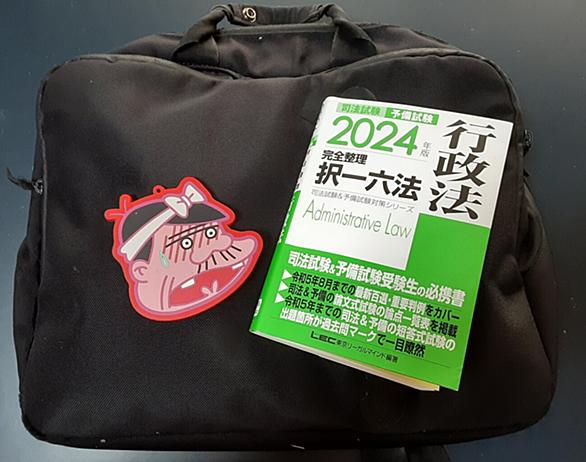 司法試験 予備試験
2024年版
行政法
完全整理
択一六法
司法試験&予備試験対策シリーズ
Administrative Law
司法試験&予備試験受験生の必携書
▶令和5年8月までの最新百選・重要判例をカバー
▶司法&予備の論文式試験の論点一覧表を掲載
▶令和5年までの司法&予備の短答式試験の
出題箇所が過去問マークで一目瞭然
LEC東京リーガルマインド編著